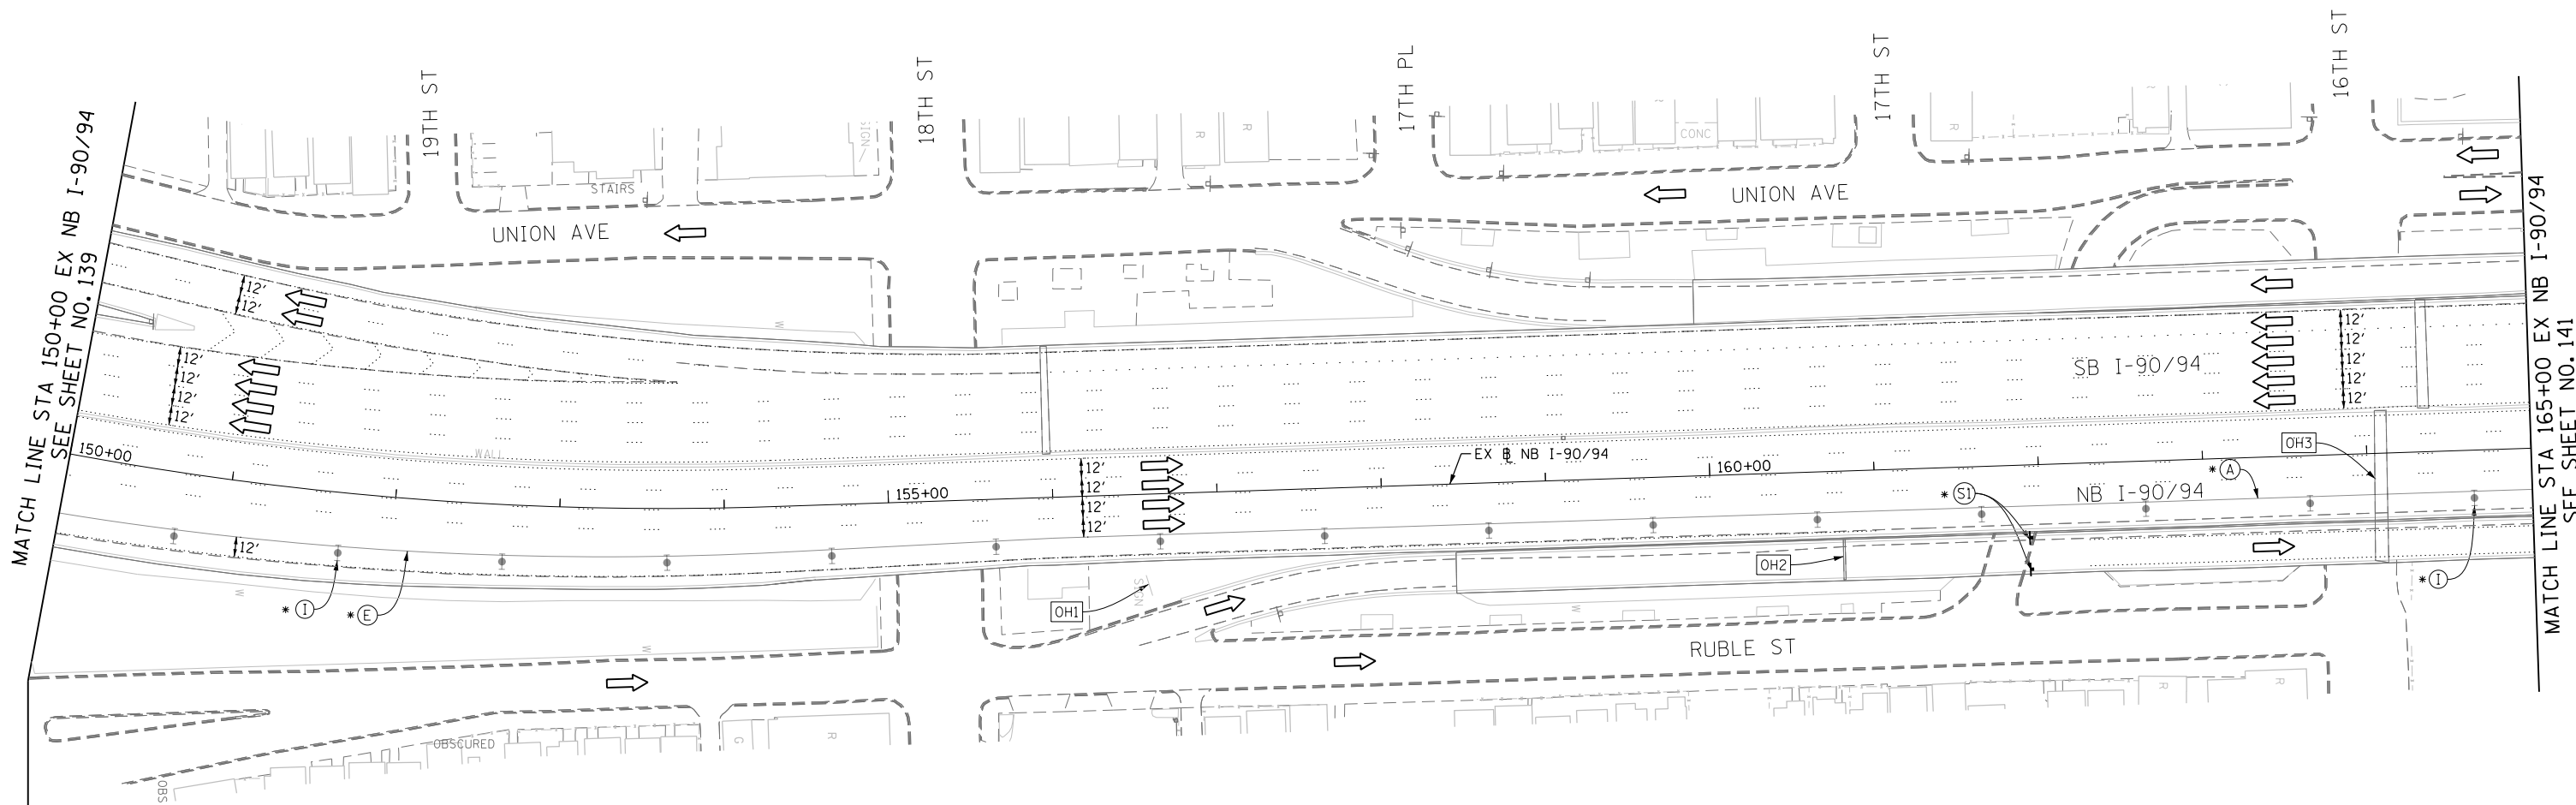 19TH ST
18TH ST
17TH PL
17TH ST
16TH ST
MATCH LINE STA 150+00 EX NB I-90/94
SEE SHEET NO. 139
SIGN
STAIRS
R
R
CONC
R
UNION AVE
UNION AVE
12'
12'
W
12'
12'
12'
12'
SB I-90/94
12'
12'
12'
12'
12'
150+00
WALL
155+00
12'
12'
12'
12'
EX B NB I-90/94
160+00
* S1
NB I-90/94
* A
OH3
12'
* I
* E
W
W
OH1
SIGN
OH2
W
* I
RUBLE ST
OBSCURED
OBS
G
R
R
R
MATCH LINE STA 165+00 EX NB I-90/94
SEE SHEET NO. 141